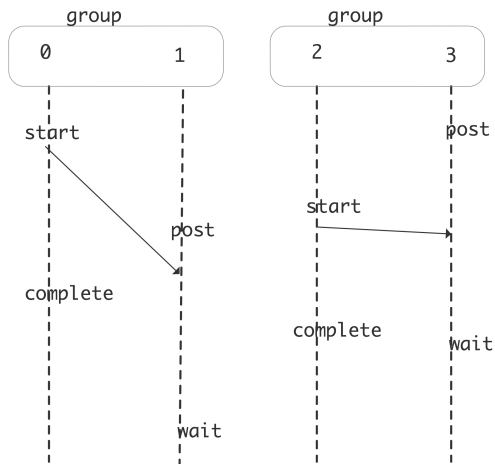 group
0
1
start
post
complete
wait
group
2
3
post
start
complete
wait